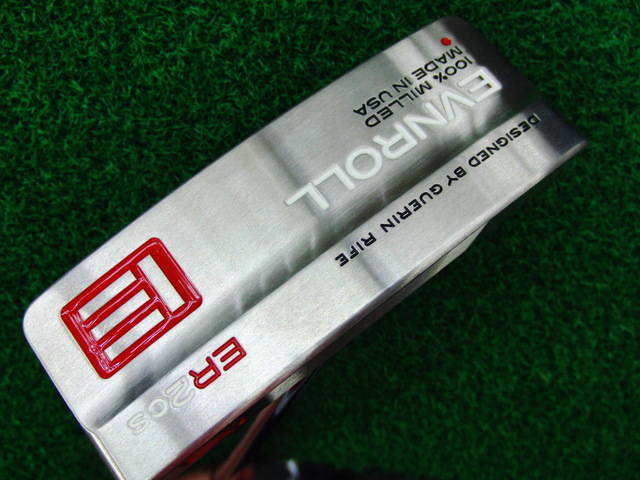 100% MILLED
MADE IN USA
EVNROLL
DESIGNED BY GUERIN RIFE
ER2CS